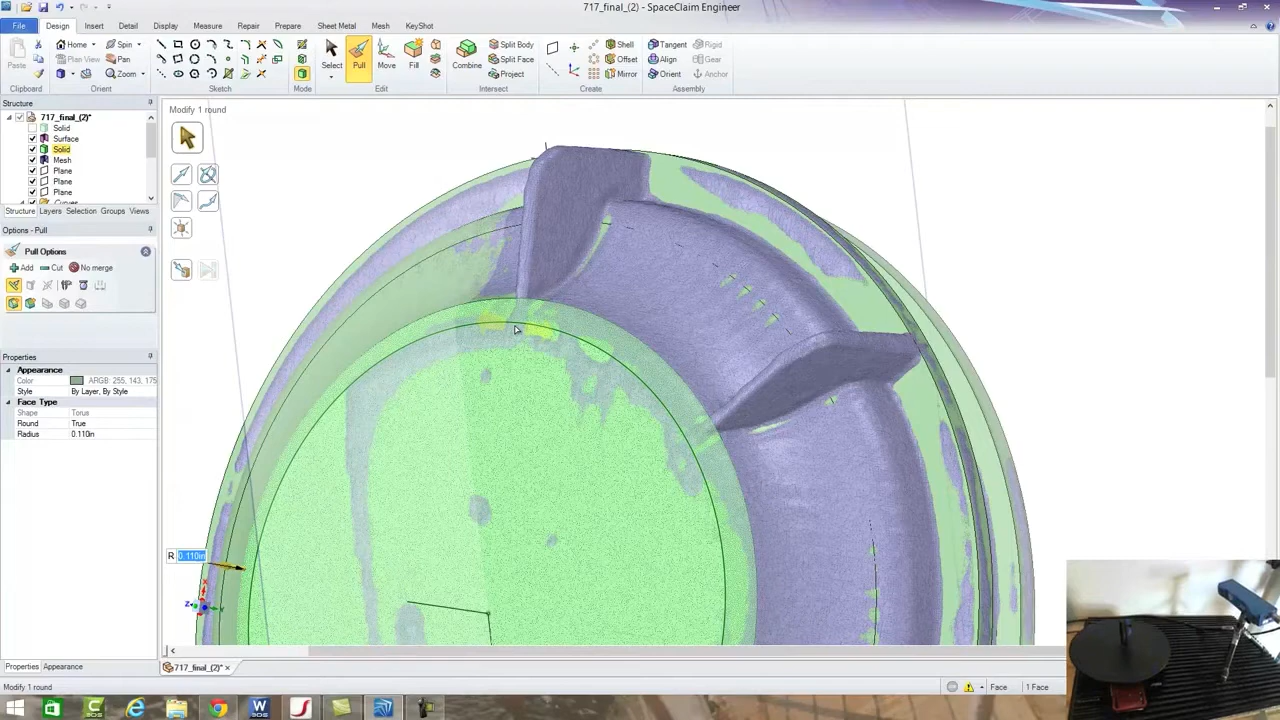 717_final_(2) - SpaceClaim Engineer
File Design Insert Detail Display Measure Repair Prepare Sheet Metal Mesh KeyShot
Paste
Clipboard
Home Spin
Plan View Pan
Zoom
Orient
Sketch
Mode
Select Pull Move Fill
Edit
Combine
Split Body
Split Face
Project
Intersect
Shell
Offset
Mirror
Create
Tangent Rigid
Align Gear
Orient Anchor
Assembly
Structure
717_final_(2)*
Solid
Surface
Solid
Mesh
Plane
Plane
Plane
Curves
Structure Layers Selection Groups Views
Options - Pull
Pull Options
Add Cut No merge
Properties
Appearance
Color ARGB: 255, 143, 175
Style By Layer, By Style
Face Type
Shape Torus
Round True
Radius 0.110in
Properties Appearance
Modify 1 round
Modify 1 round
R 0.110in
X
Z
Y
717_final_(2)*
Face 1 Face